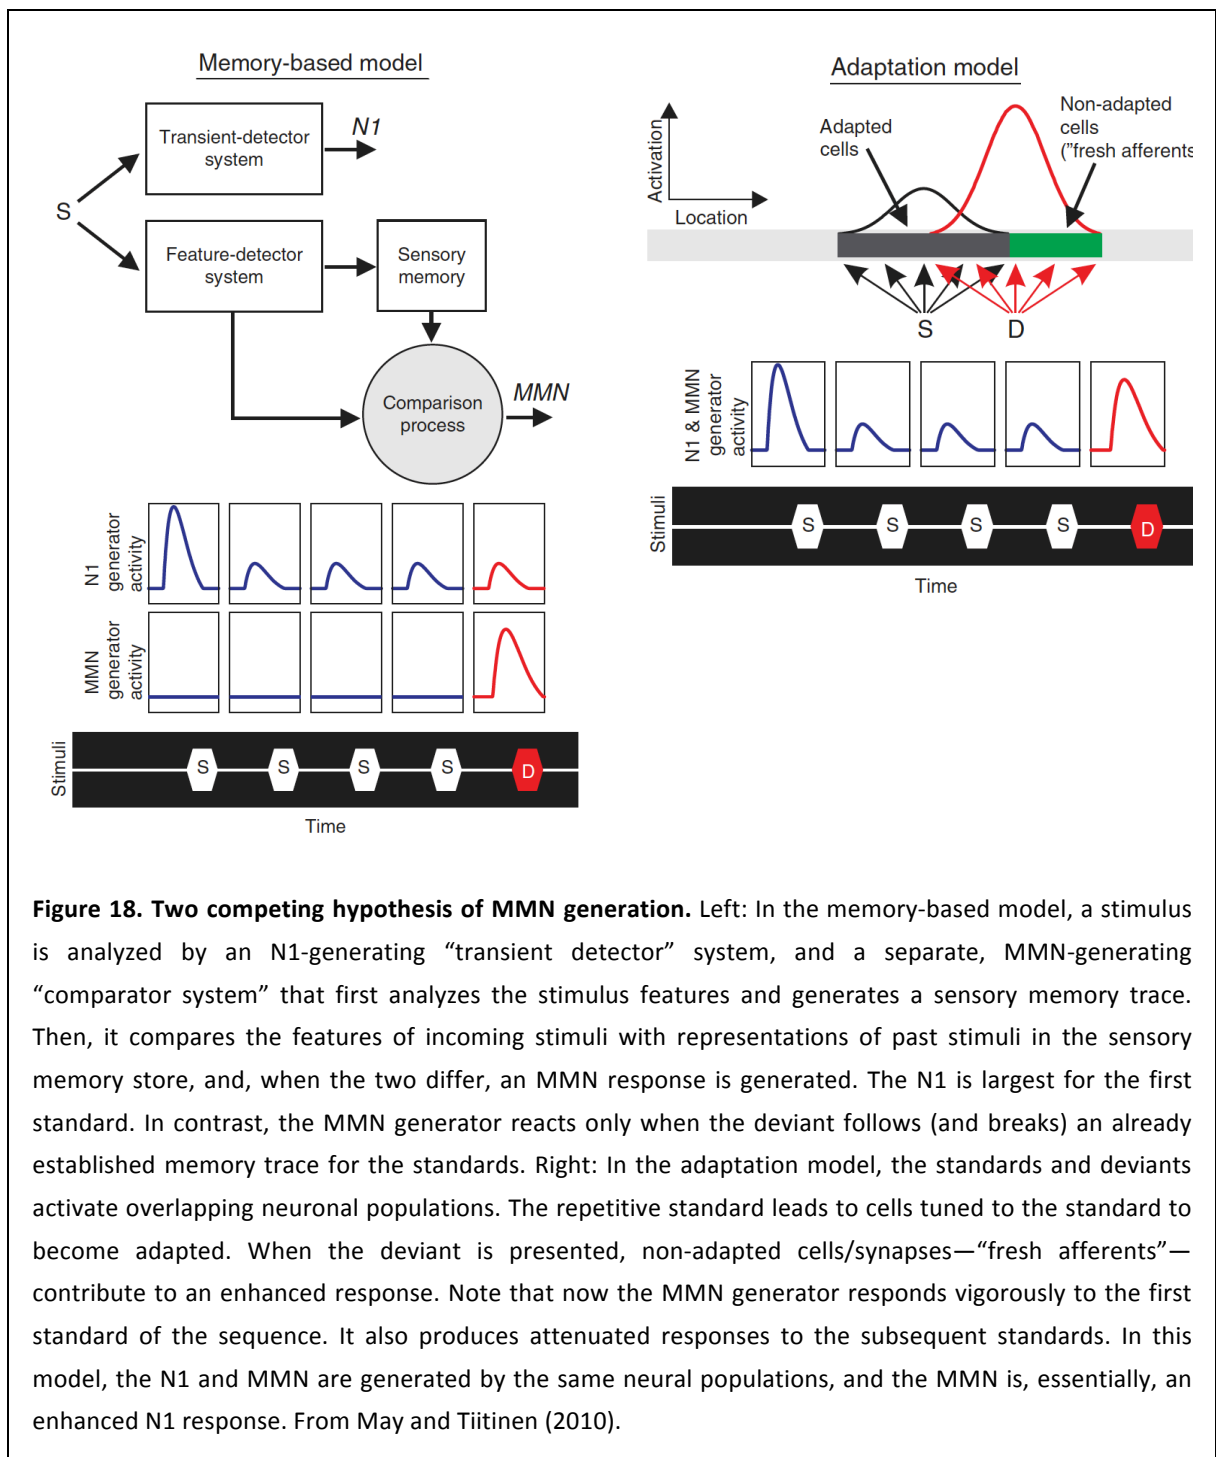 Memory-based model
Transient-detector
system
N1
S
Feature-detector
system
Sensory
memory
Comparison
process
MMN
N1
generator
activity
MMN
generator
activity
Stimuli
S
S
S
S
D
Time
Adaptation model
Activation
Location
Adapted
cells
Non-adapted
cells
("fresh afferents
S
D
N1 & MMN
generator
activity
Stimuli
S
S
S
S
D
Time
Figure 18. Two competing hypothesis of MMN generation. Left: In the memory-based model, a stimulus
is analyzed by an N1-generating “transient detector” system, and a separate, MMN-generating
“comparator system” that first analyzes the stimulus features and generates a sensory memory trace.
Then, it compares the features of incoming stimuli with representations of past stimuli in the sensory
memory store, and, when the two differ, an MMN response is generated. The N1 is largest for the first
standard. In contrast, the MMN generator reacts only when the deviant follows (and breaks) an already
established memory trace for the standards. Right: In the adaptation model, the standards and deviants
activate overlapping neuronal populations. The repetitive standard leads to cells tuned to the standard to
become adapted. When the deviant is presented, non-adapted cells/synapses—“fresh afferents”—
contribute to an enhanced response. Note that now the MMN generator responds vigorously to the first
standard of the sequence. It also produces attenuated responses to the subsequent standards. In this
model, the N1 and MMN are generated by the same neural populations, and the MMN is, essentially, an
enhanced N1 response. From May and Tiitinen (2010).